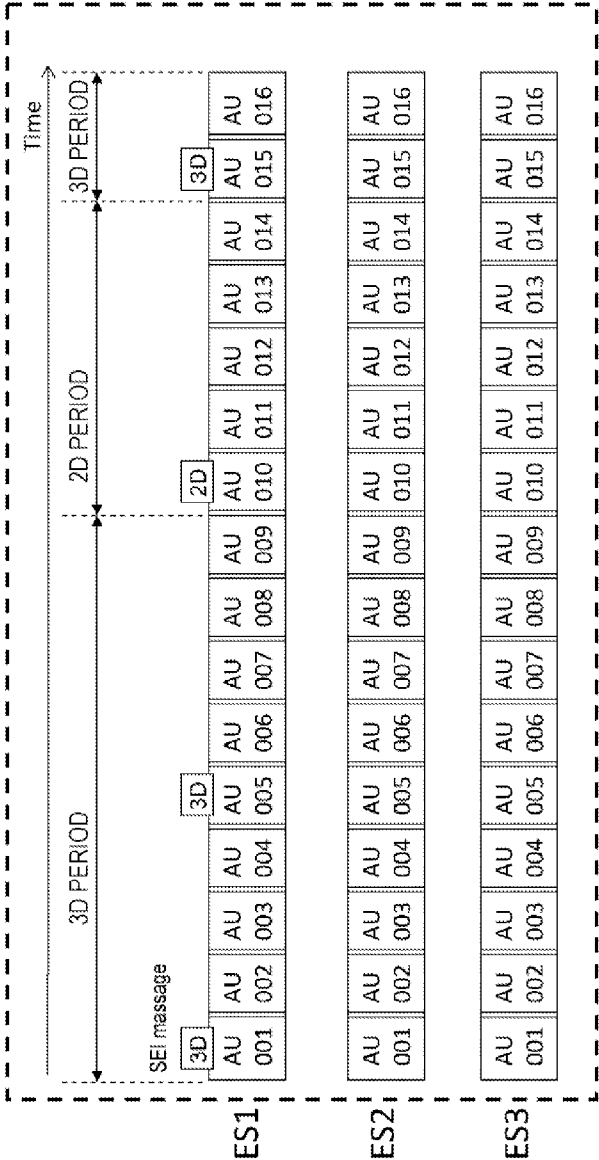 Time
3D PERIOD 2D PERIOD 3D PERIOD
SEI massage
3D 3D 2D 3D
ES1
AU 001 AU 002 AU 003 AU 004 AU 005 AU 006 AU 007 AU 008 AU 009 AU 010 AU 011 AU 012 AU 013 AU 014 AU 015 AU 016
ES2
AU 001 AU 002 AU 003 AU 004 AU 005 AU 006 AU 007 AU 008 AU 009 AU 010 AU 011 AU 012 AU 013 AU 014 AU 015 AU 016
ES3
AU 001 AU 002 AU 003 AU 004 AU 005 AU 006 AU 007 AU 008 AU 009 AU 010 AU 011 AU 012 AU 013 AU 014 AU 015 AU 016